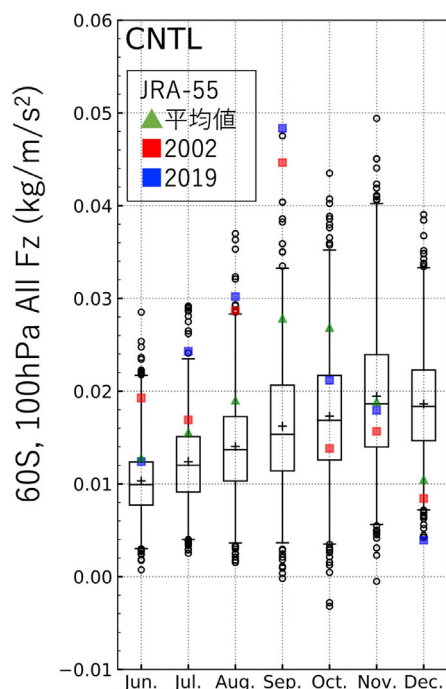 CNTL
JRA-55
平均値
2002
2019
60S, 100hPa All Fz (kg/m/s²)
0.06
0.05
0.04
0.03
0.02
0.01
0.00
−0.01
Jun. Jul. Aug. Sep. Oct. Nov. Dec.